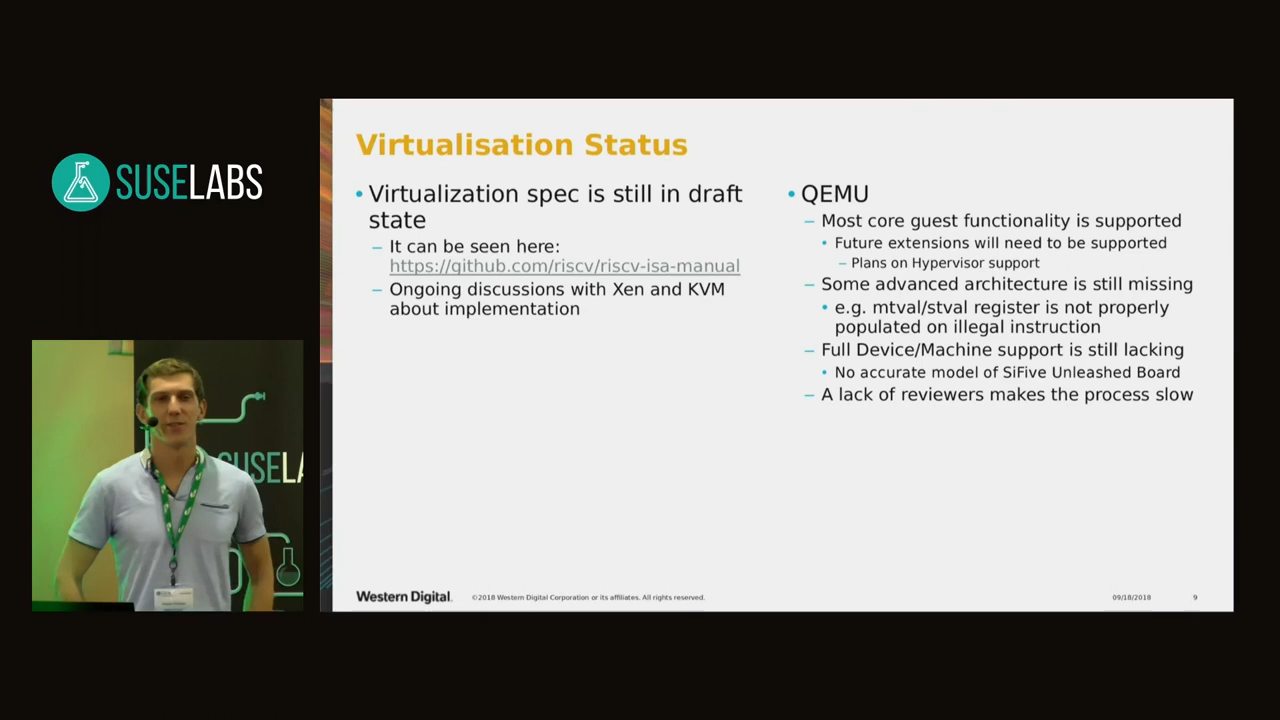 SUSELABS
Virtualisation Status
• Virtualization spec is still in draft
state
– It can be seen here:
https://github.com/riscv/riscv-isa-manual
– Ongoing discussions with Xen and KVM
about implementation
• QEMU
– Most core guest functionality is supported
• Future extensions will need to be supported
– Plans on Hypervisor support
– Some advanced architecture is still missing
• e.g. mtval/stval register is not properly
populated on illegal instruction
– Full Device/Machine support is still lacking
• No accurate model of SiFive Unleashed Board
– A lack of reviewers makes the process slow
SUSELA
Western Digital.
©2018 Western Digital Corporation or its affiliates. All rights reserved.
09/18/2018
9